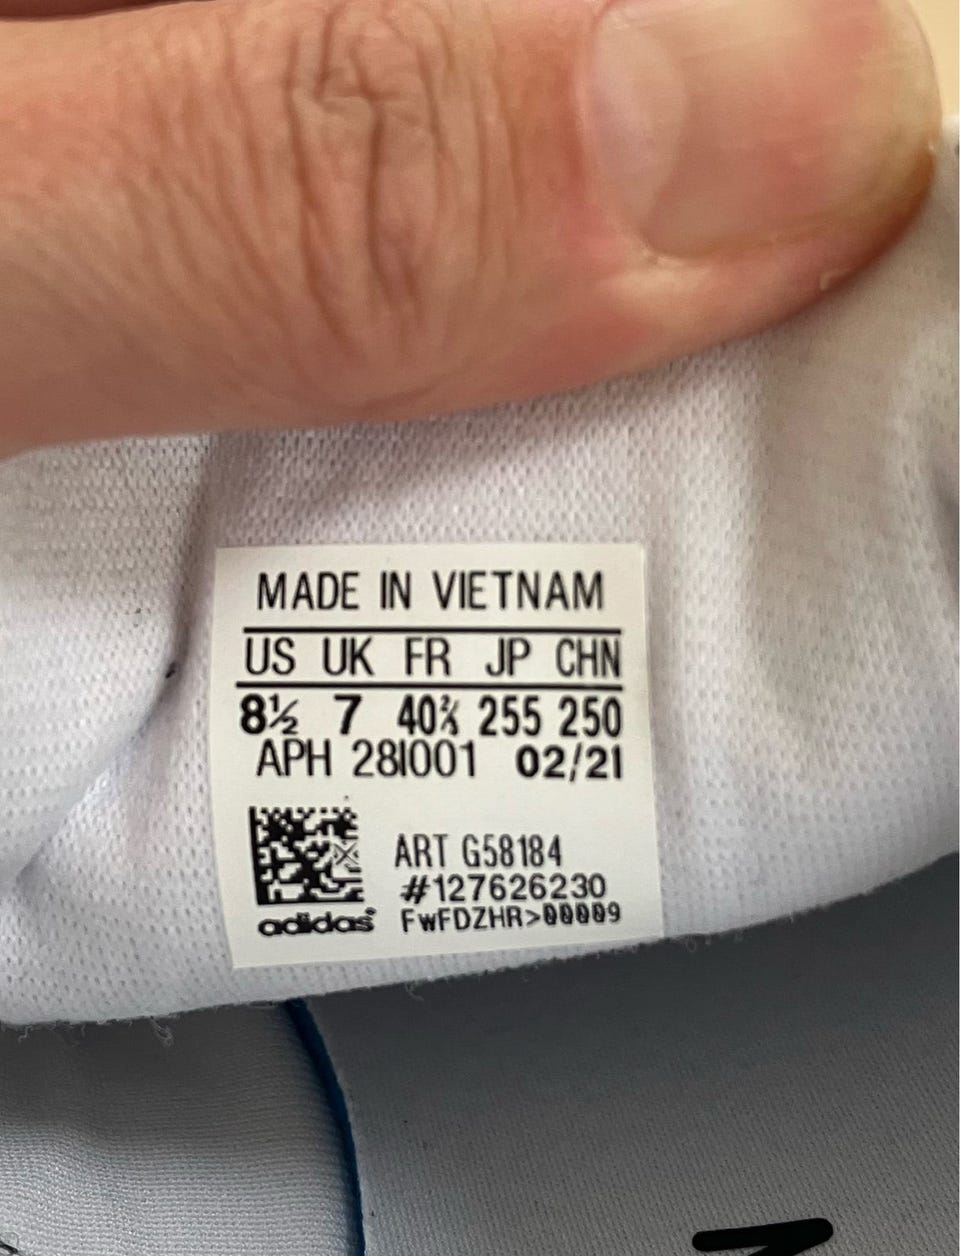 MADE IN VIETNAM
US UK FR JP CHN
8½ 7 40⅔ 255 250
APH 28I001 02/21
ART G58184
#127626230
adidas FwFDZHR>00009